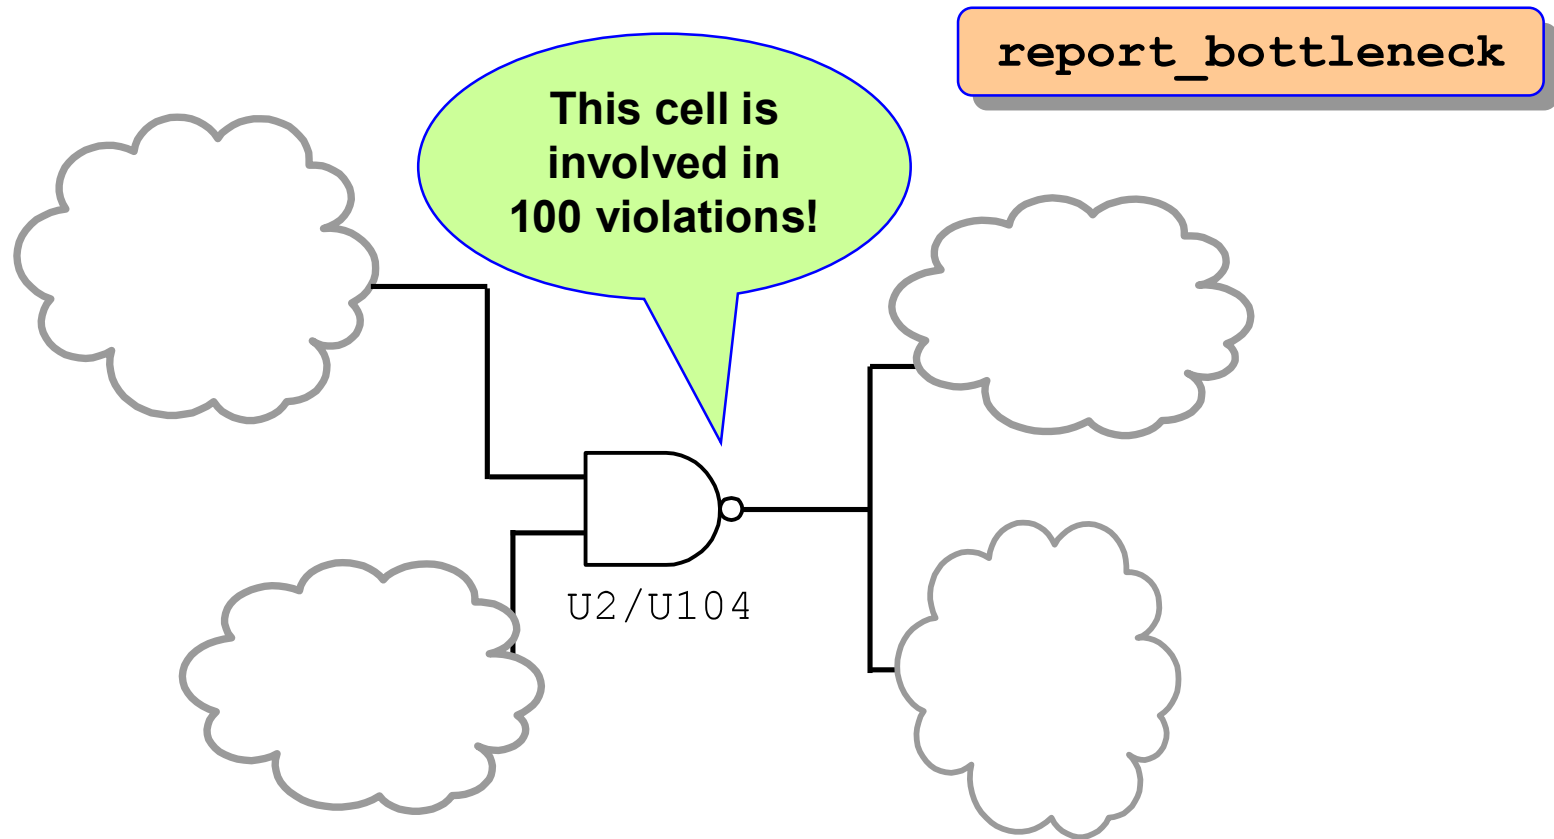 report_bottleneck
This cell is
involved in
100 violations!
U2/U104